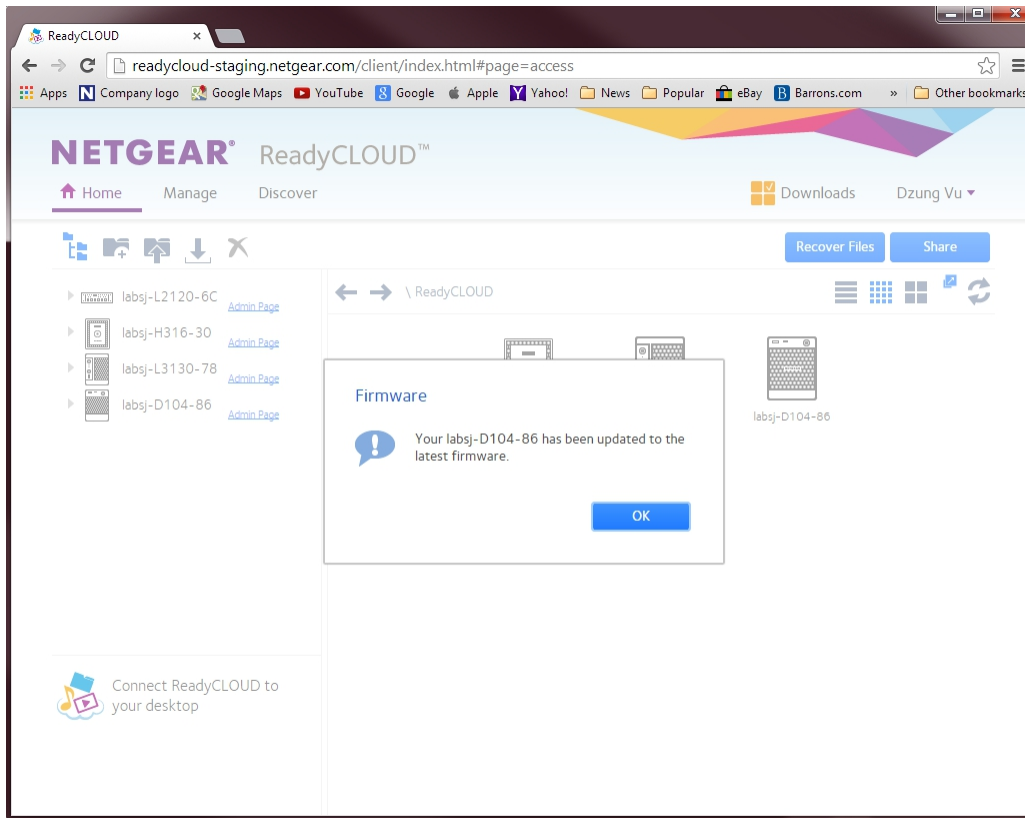 ReadyCLOUD
readycloud-staging.netgear.com/client/index.html#page=access
Apps Company logo Google Maps YouTube Google Apple Yahoo! News Popular eBay Barrons.com » Other bookmarks
NETGEAR® ReadyCLOUD™
Home Manage Discover Downloads Dzung Vu
Recover Files Share
labsj-L2120-6C Admin Page
\ ReadyCLOUD
labsj-H316-30 Admin Page
labsj-L3130-78 Admin Page
labsj-D104-86 Admin Page
labsj-D104-86
Firmware
Your labsj-D104-86 has been updated to the
latest firmware.
OK
Connect ReadyCLOUD to
your desktop